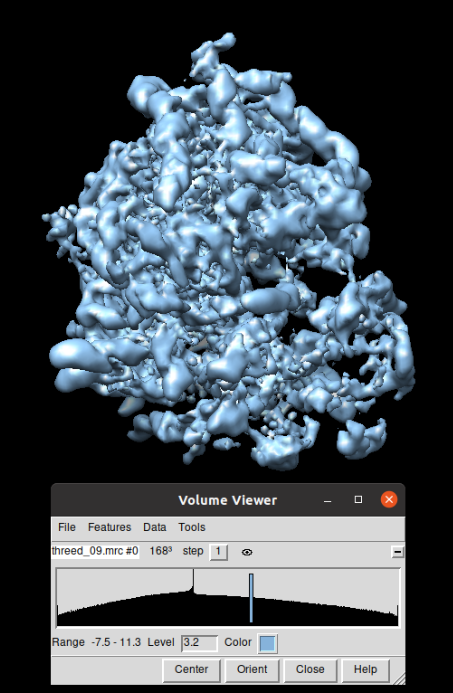 Volume Viewer
File Features Data Tools
threed_09.mrc #0 168³ step 1
Range -7.5 - 11.3 Level 3.2 Color
Center Orient Close Help